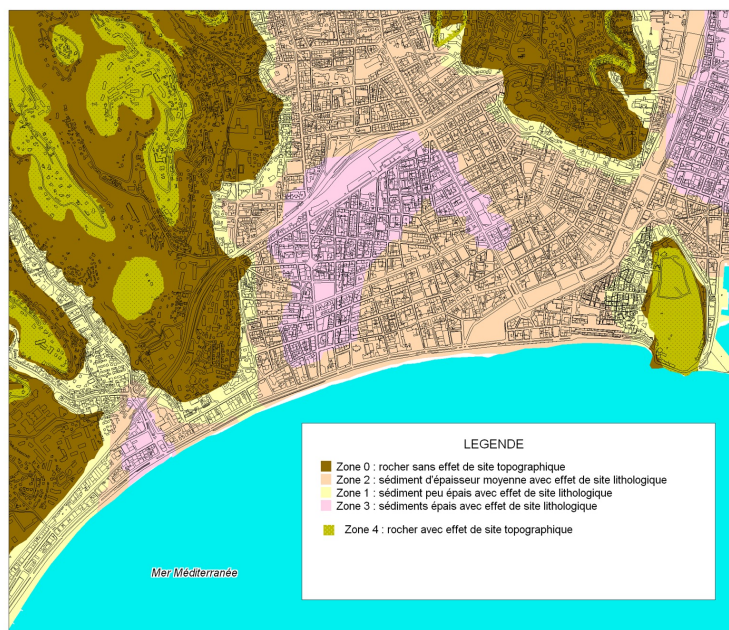 LEGENDE
Zone 0 : rocher sans effet de site topographique
Zone 2 : sédiment d'épaisseur moyenne avec effet de site lithologique
Zone 1 : sédiment peu épais avec effet de site lithologique
Zone 3 : sédiments épais avec effet de site lithologique
Zone 4 : rocher avec effet de site topographique
Mer Méditerranée